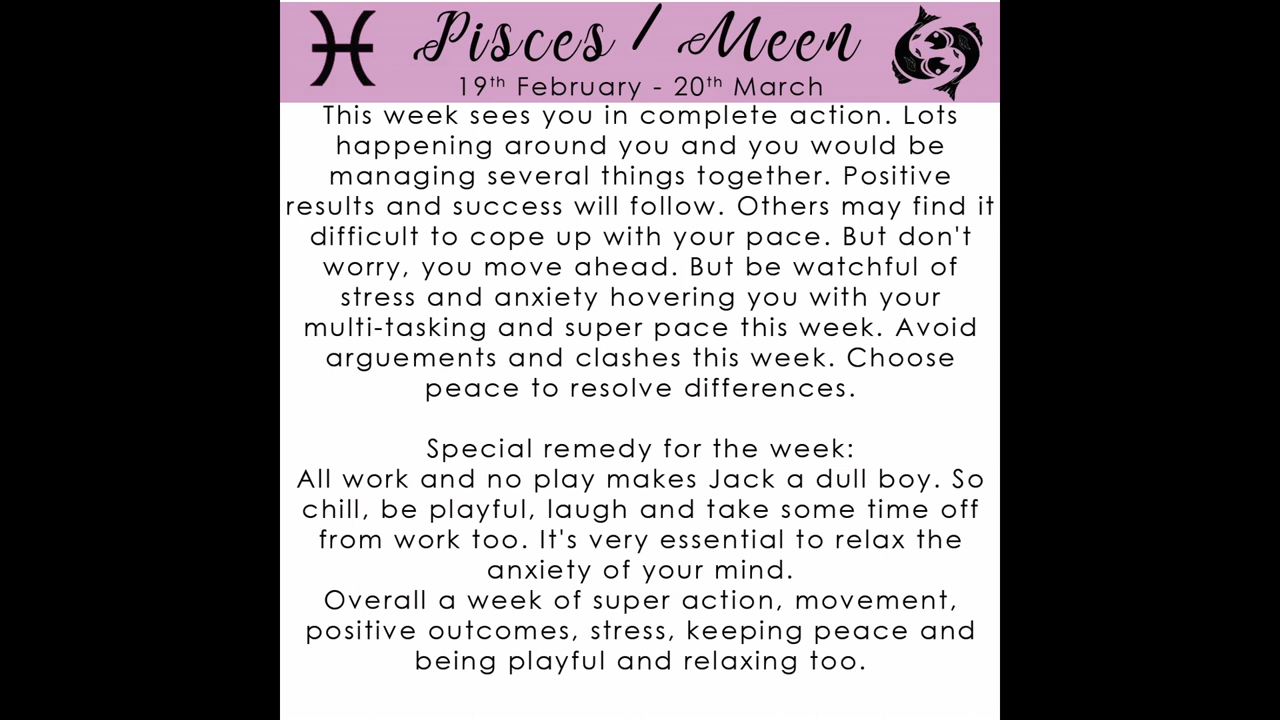 Pisces / Meen
19th February - 20th March
This week sees you in complete action. Lots
happening around you and you would be
managing several things together. Positive
results and success will follow. Others may find it
difficult to cope up with your pace. But don't
worry, you move ahead. But be watchful of
stress and anxiety hovering you with your
multi-tasking and super pace this week. Avoid
arguements and clashes this week. Choose
peace to resolve differences.
Special remedy for the week:
All work and no play makes Jack a dull boy. So
chill, be playful, laugh and take some time off
from work too. It's very essential to relax the
anxiety of your mind.
Overall a week of super action, movement,
positive outcomes, stress, keeping peace and
being playful and relaxing too.